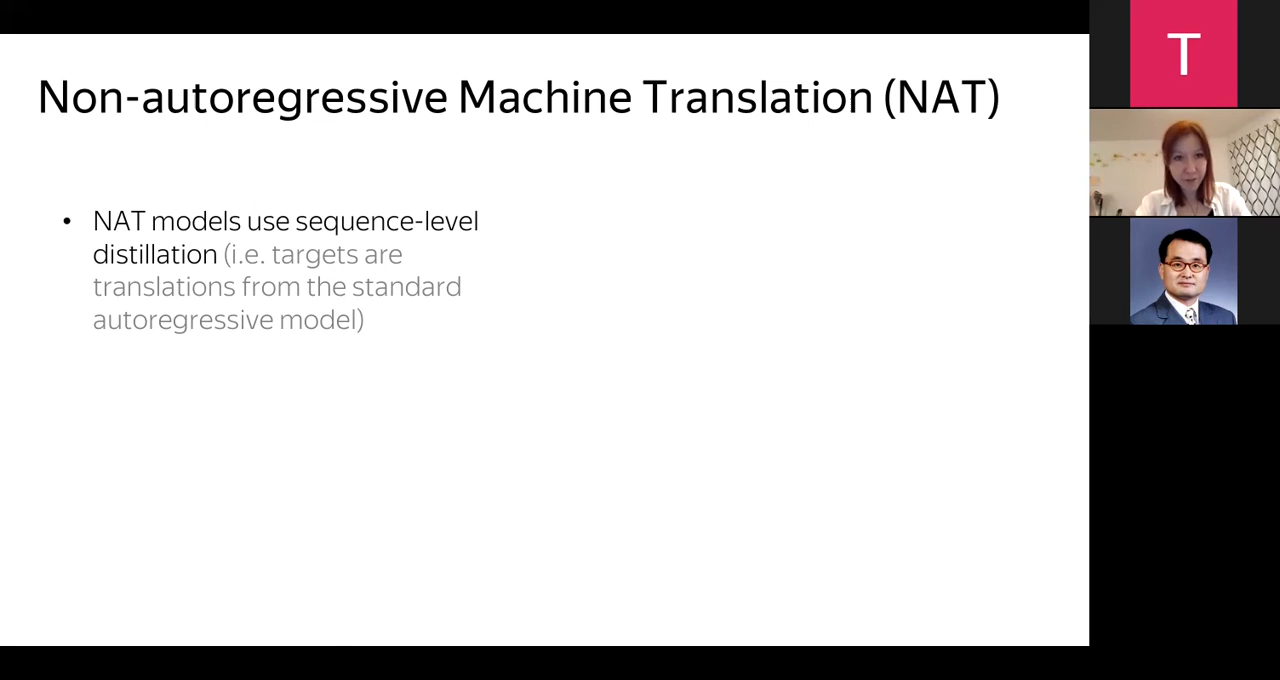 Non-autoregressive Machine Translation (NAT)
• NAT models use sequence-level
distillation (i.e. targets are
translations from the standard
autoregressive model)
T